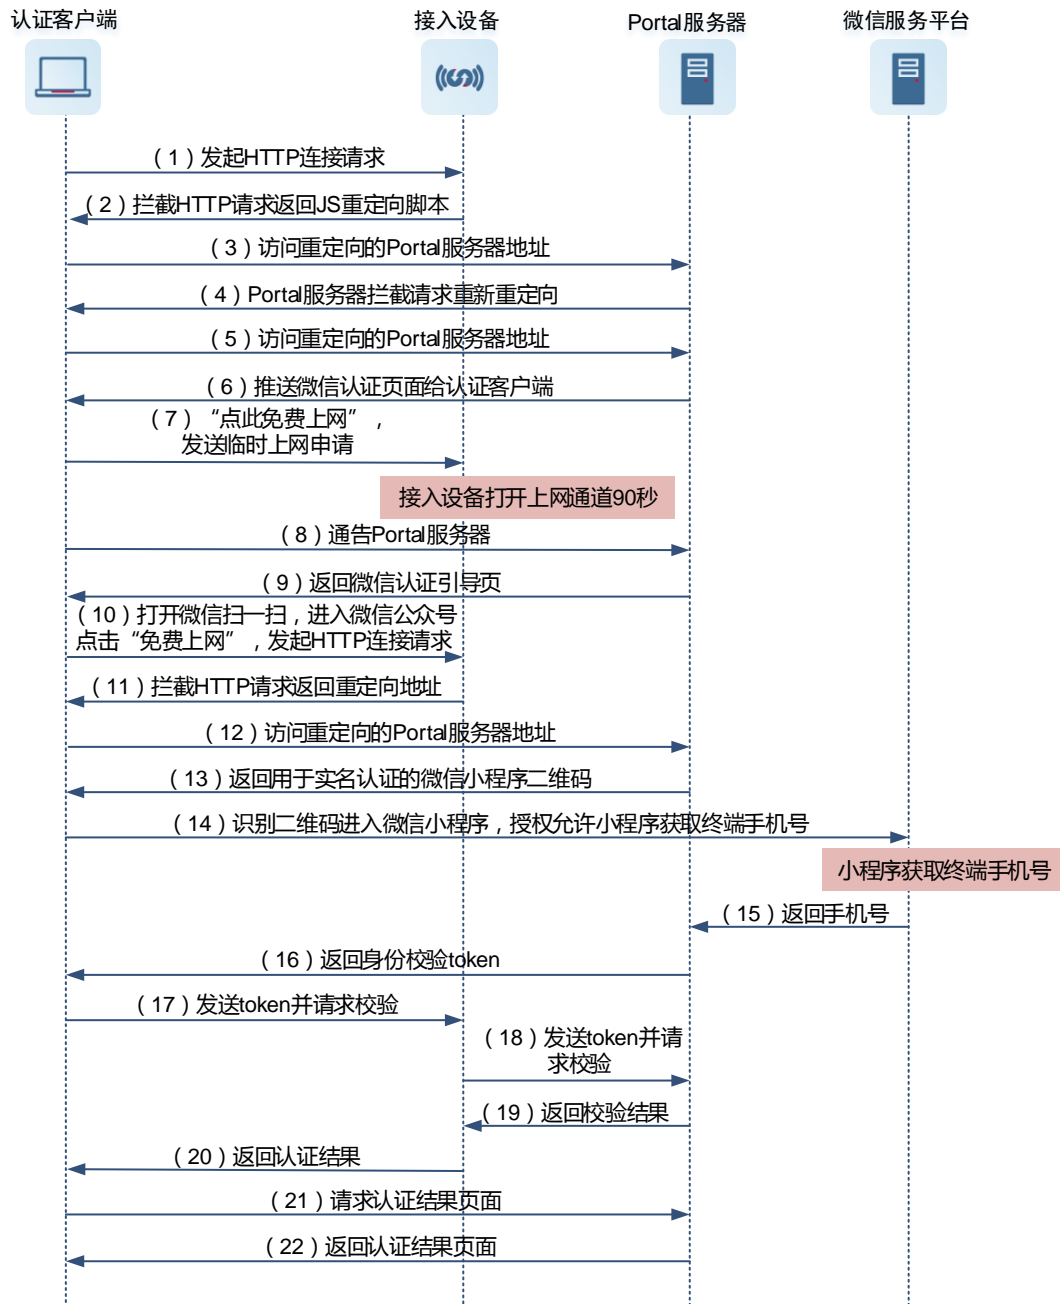 认证客户端
接入设备
Portal服务器
微信服务平台
（1）发起HTTP连接请求
（2）拦截HTTP请求返回JS重定向脚本
（3）访问重定向的Portal服务器地址
（4）Portal服务器拦截请求重新重定向
（5）访问重定向的Portal服务器地址
（6）推送微信认证页面给认证客户端
（7）“点此免费上网”，
发送临时上网申请
接入设备打开上网通道90秒
（8）通告Portal服务器
（9）返回微信认证引导页
（10）打开微信扫一扫，进入微信公众号
点击“免费上网”，发起HTTP连接请求
（11）拦截HTTP请求返回重定向地址
（12）访问重定向的Portal服务器地址
（13）返回用于实名认证的微信小程序二维码
（14）识别二维码进入微信小程序，授权允许小程序获取终端手机号
小程序获取终端手机号
（15）返回手机号
（16）返回身份校验token
（17）发送token并请求校验
（18）发送token并请
求校验
（19）返回校验结果
（20）返回认证结果
（21）请求认证结果页面
（22）返回认证结果页面